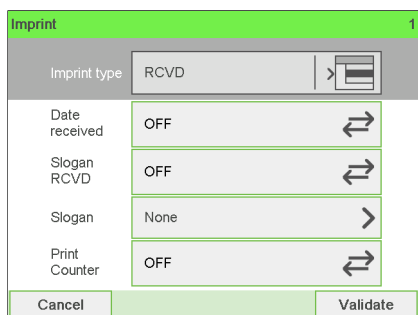 Imprint 1
Imprint type RCVD
Date
received OFF
Slogan
RCVD OFF
Slogan None
Print
Counter OFF
Cancel Validate